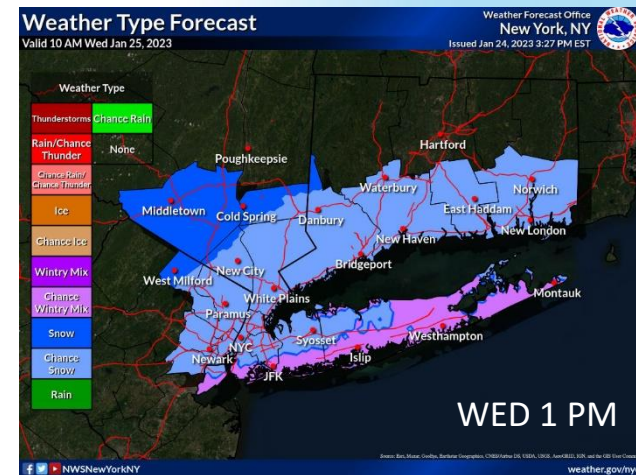 Weather Type Forecast
Valid 10 AM Wed Jan 25, 2023
Weather Forecast Office
New York, NY
Issued Jan 24, 2023 3:27 PM EST
Weather Type
Thunderstorms
Chance Rain
Rain/Chance
Thunder
None
Chance Rain/
Chance Thunder
Ice
Chance Ice
Wintry Mix
Chance
Wintry Mix
Snow
Chance
Snow
Rain
Poughkeepsie
Hartford
Waterbury
Norwich
Middletown
Cold Spring
Danbury
East Haddam
New London
New Haven
Bridgeport
West Milford
New City
White Plains
Paramus
Montauk
NYC
Syosset
Westhampton
Newark
Islip
JFK
WED 1 PM
NWSNewYorkNY
weather.gov/ny